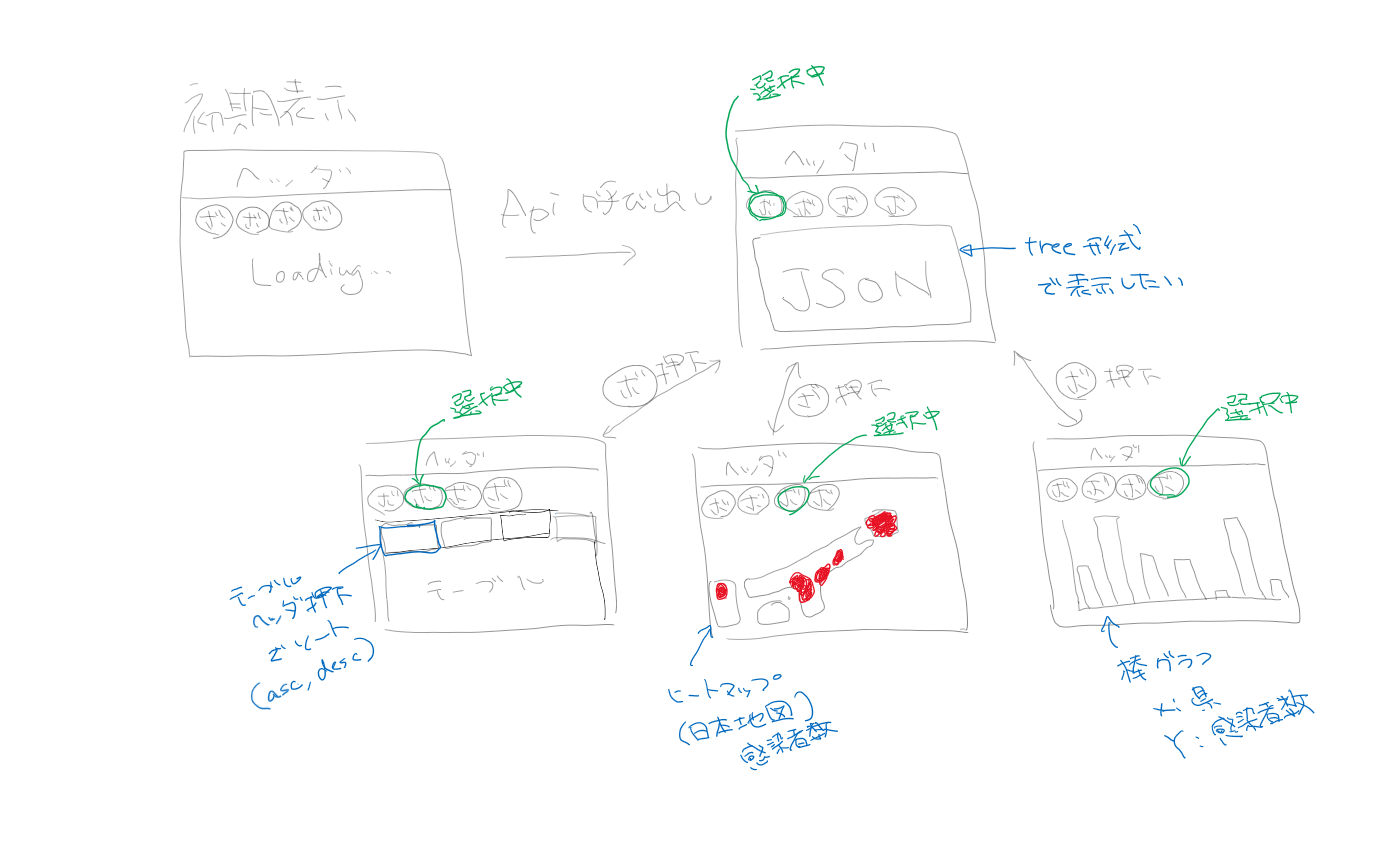 初期表示
ヘッダ
ボ ボ ボ ボ
Loading...
Api 呼び出し
選択中
ヘッダ
ボ ボ ボ ボ
JSON
tree 形式
で表示したい
ボ 押下
ボ 押下
ボ 押下
選択中
ヘッダ
ボ ボ ボ ボ
テーブル
テーブル
ヘッダ押下
でソート
(asc, desc)
選択中
ヘッダ
ボ ボ ボ ボ
ヒートマップ
(日本地図)
感染者数
選択中
ヘッダ
ボ ボ ボ ボ
棒グラフ
x: 県
Y: 感染者数